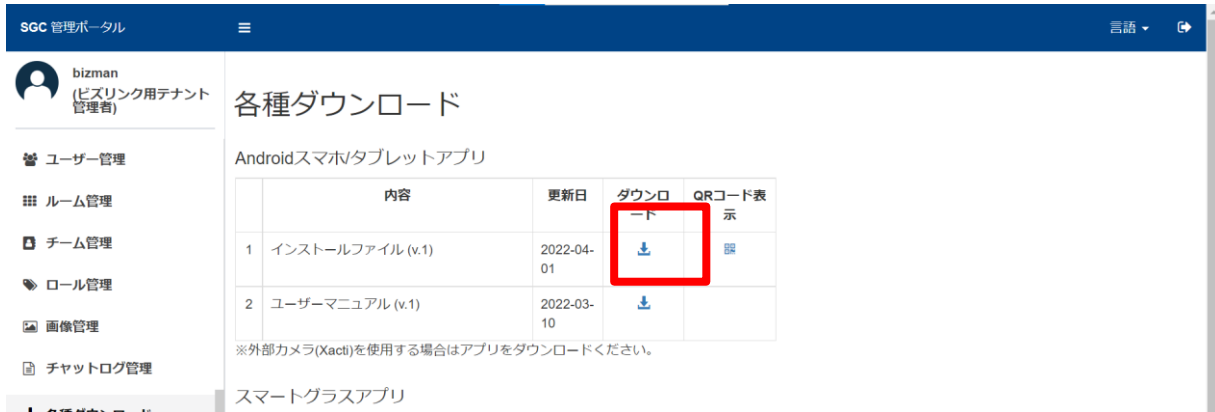 SGC 管理ポータル
言語
bizman
(ビズリンク用テナント
管理者)
各種ダウンロード
ユーザー管理
Androidスマホ/タブレットアプリ
内容 更新日 ダウンロ QRコード表
ード 示
ルーム管理
チーム管理
1 インストールファイル (v.1) 2022-04-
01
ロール管理
2 ユーザーマニュアル (v.1) 2022-03-
10
画像管理
※外部カメラ(Xacti)を使用する場合はアプリをダウンロードください。
チャットログ管理
スマートグラスアプリ
各種ダウンロード